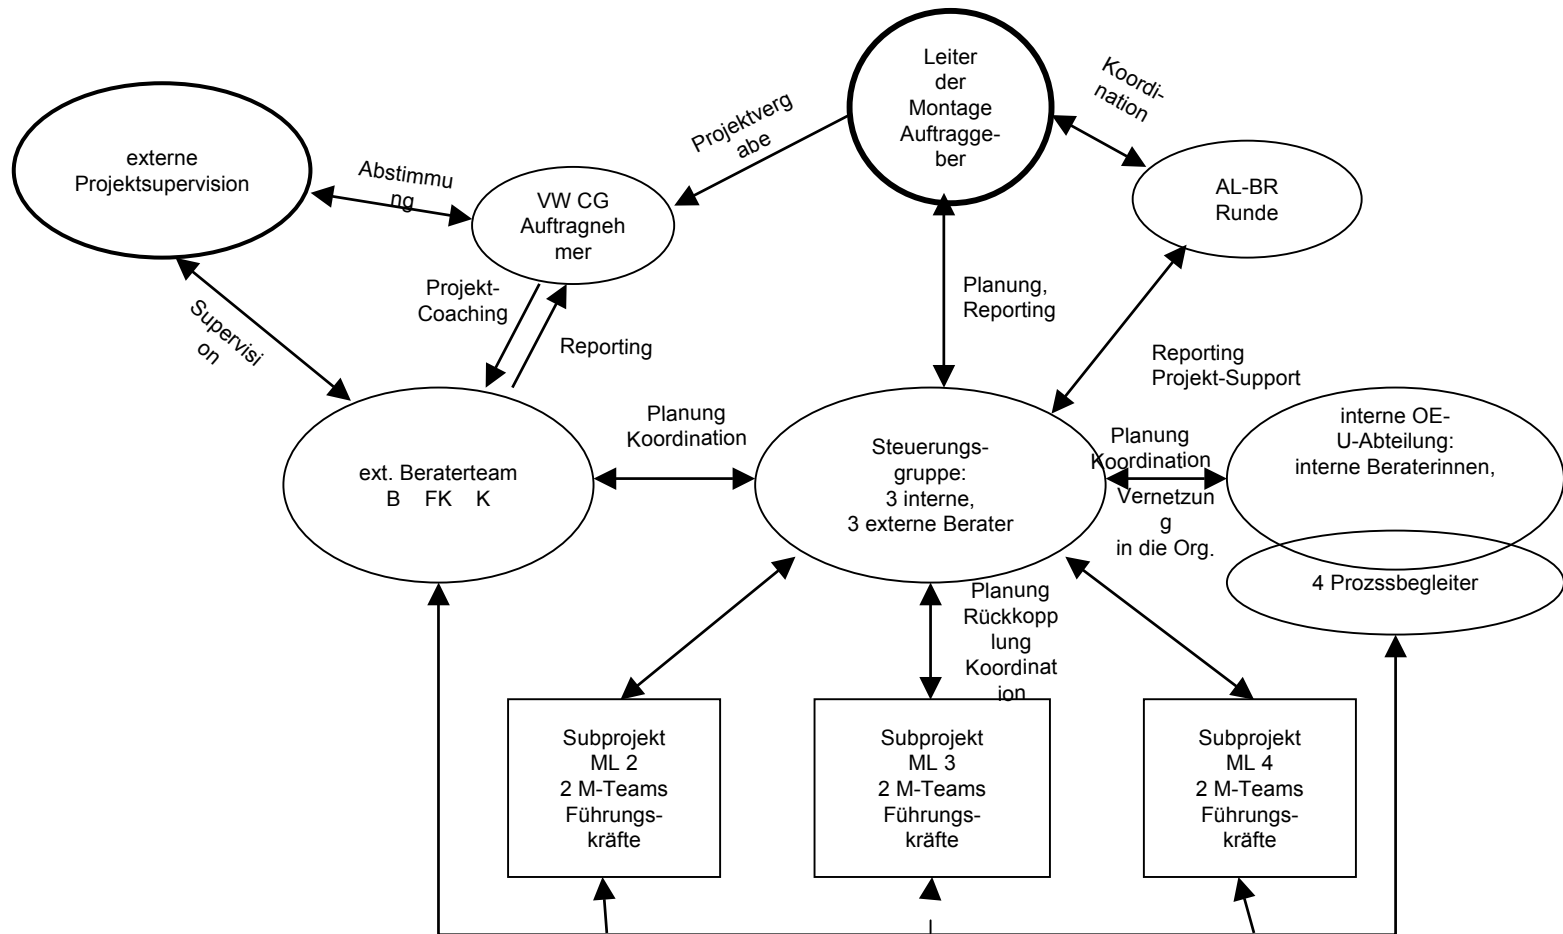 Leiter
der
Montage
Auftragge-
ber
Koordi-
nation
Projektverg
abe
externe
Projektsupervision
Abstimmu
ng
VW CG
Auftragneh
mer
AL-BR
Runde
Projekt-
Coaching
Reporting
Planung,
Reporting
Supervisi
on
Reporting
Projekt-Support
Planung
Koordination
ext. Beraterteam
B FK K
Steuerungs-
gruppe:
3 interne,
3 externe Berater
Planung
Koordination
Vernetzun
g
in die Org.
interne OE-
U-Abteilung:
interne Beraterinnen,
4 Prozssbegleiter
Planung
Rückkopp
lung
Koordinat
ion
Subprojekt
ML 2
2 M-Teams
Führungs-
kräfte
Subprojekt
ML 3
2 M-Teams
Führungs-
kräfte
Subprojekt
ML 4
2 M-Teams
Führungs-
kräfte